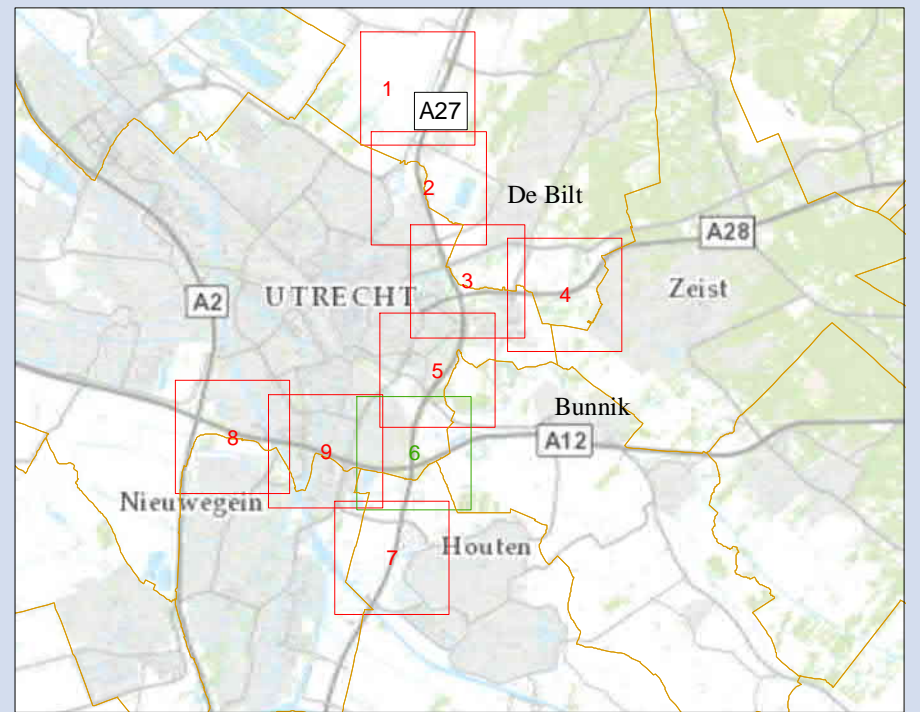 1
A27
2
De Bilt
A28
3
4
Zeist
A2
UTRECHT
5
Bunnik
8
9
6
A12
Nieuwegein
7
Houten